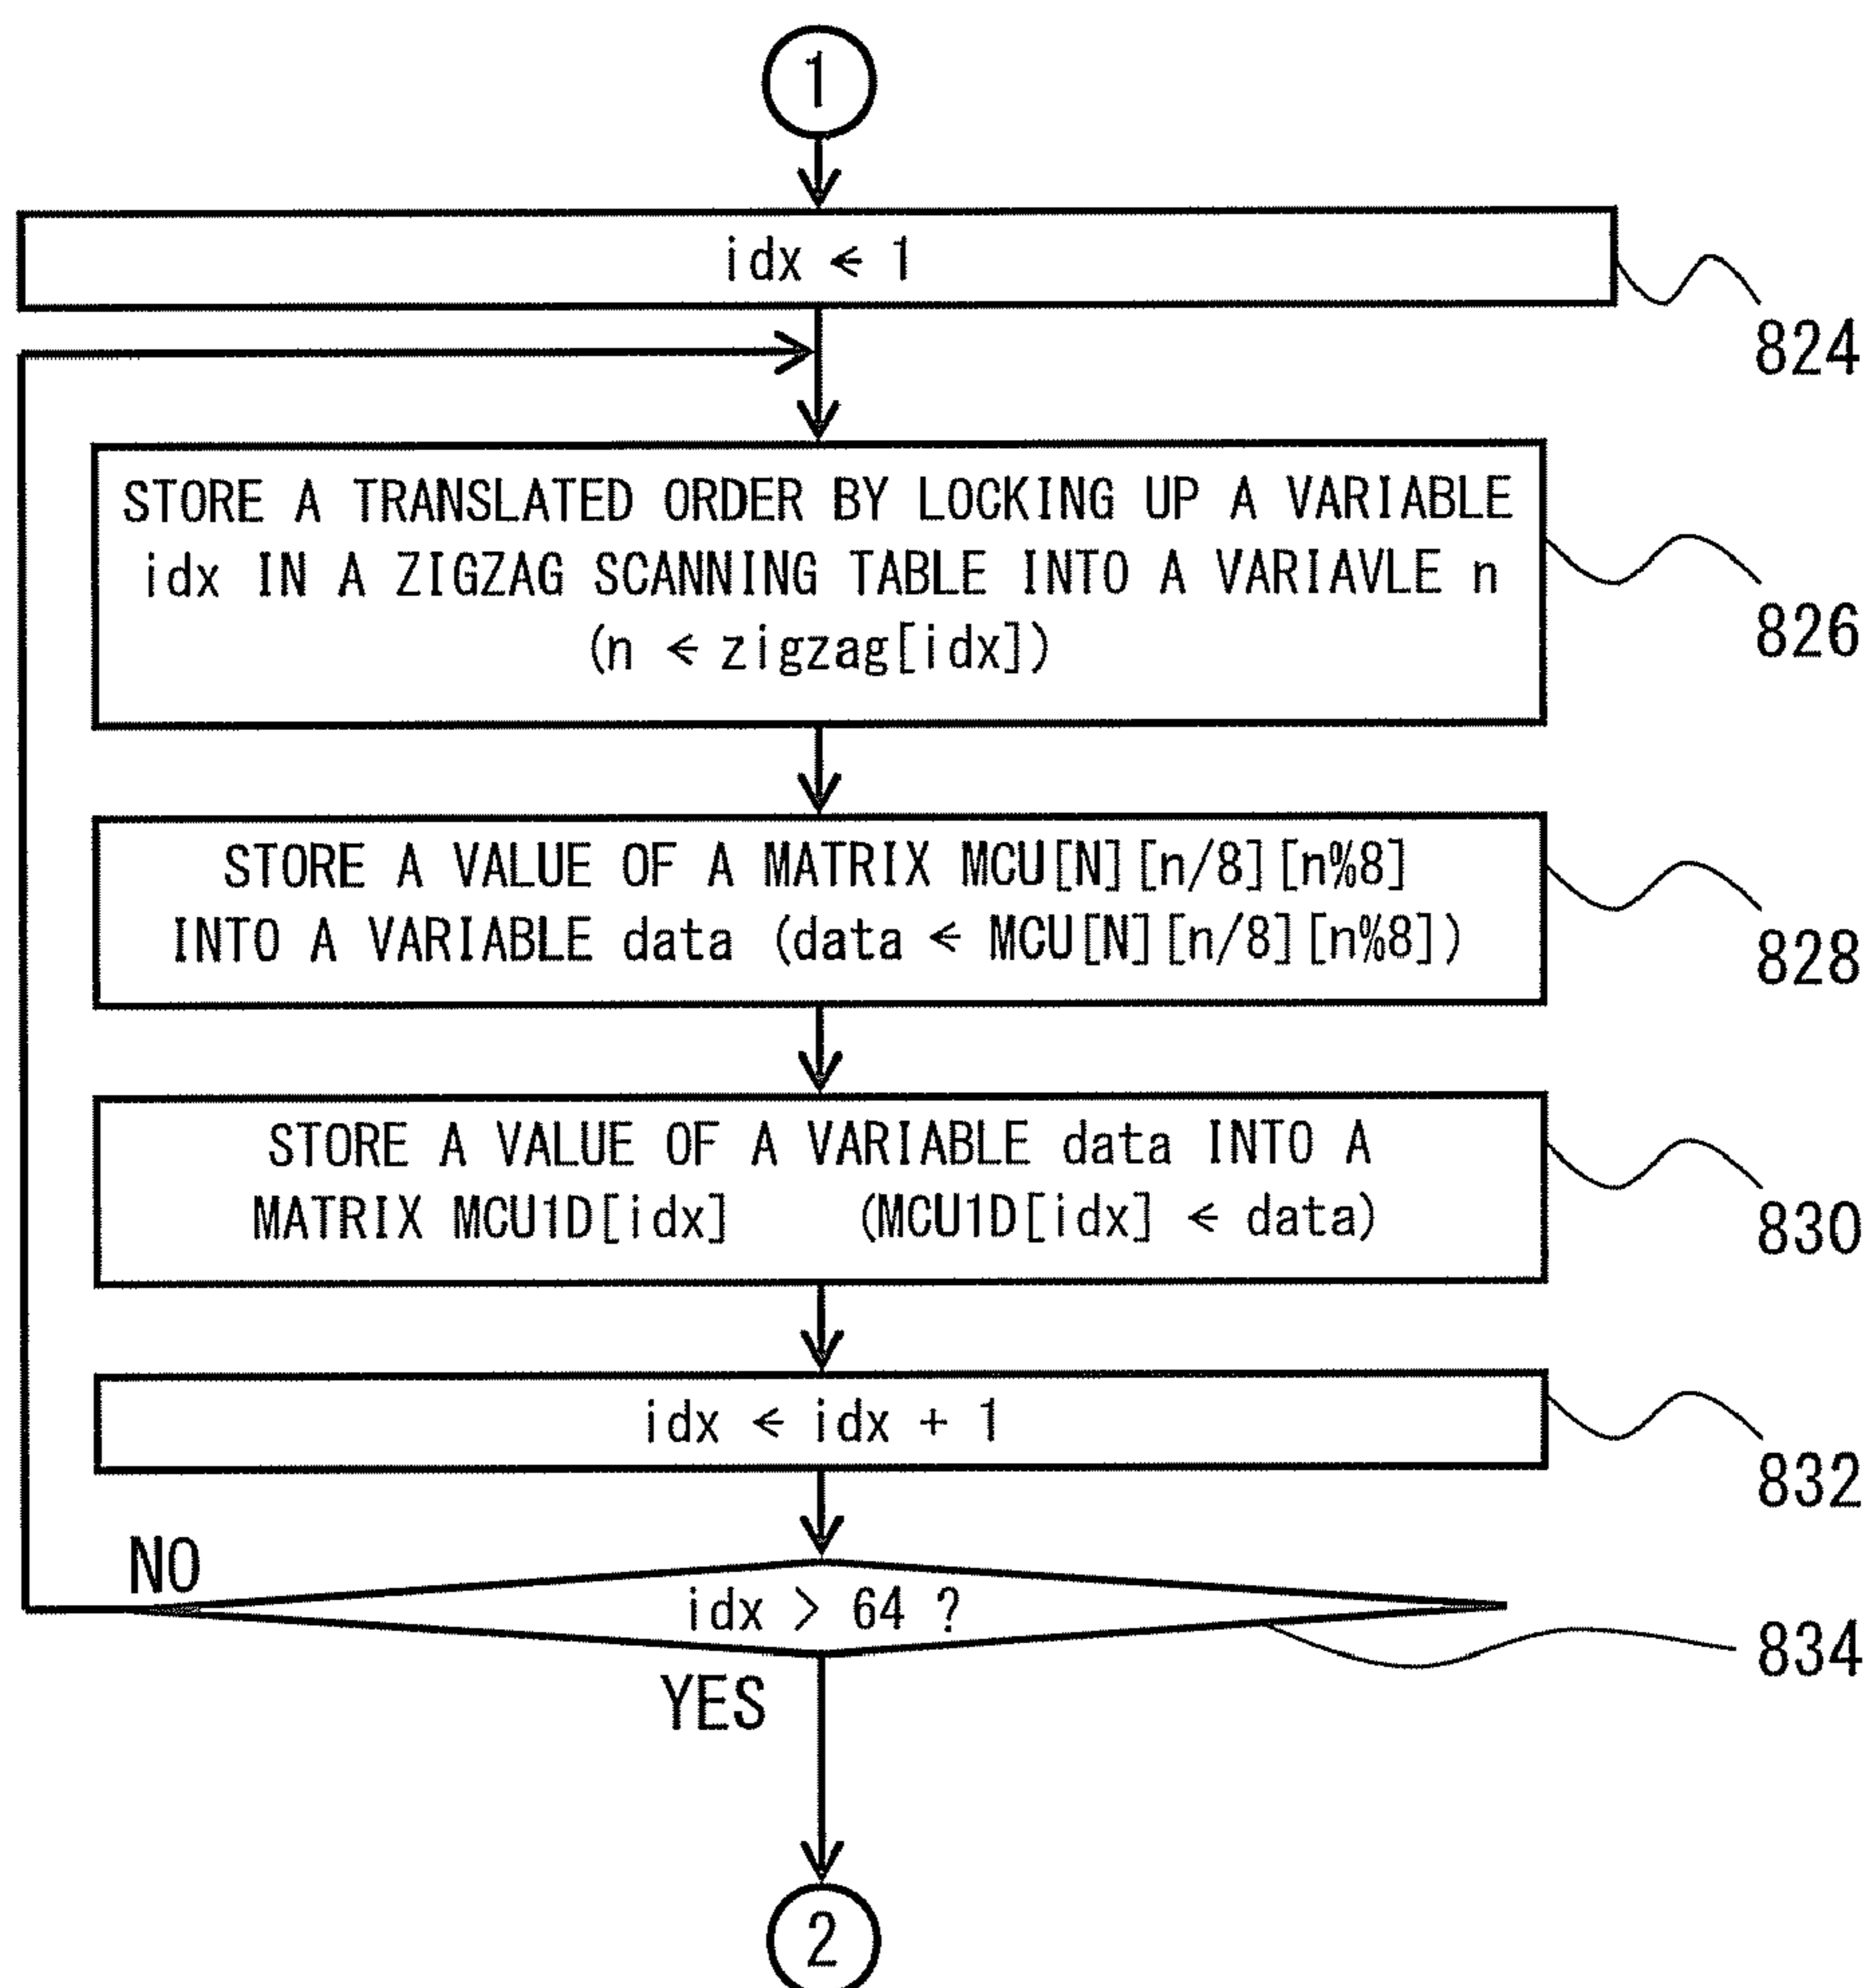 1
idx ← 1
824
STORE A TRANSLATED ORDER BY LOCKING UP A VARIABLE
idx IN A ZIGZAG SCANNING TABLE INTO A VARIAVLE n
(n ← zigzag[idx])
826
STORE A VALUE OF A MATRIX MCU[N][n/8][n%8]
INTO A VARIABLE data (data ← MCU[N][n/8][n%8])
828
STORE A VALUE OF A VARIABLE data INTO A
MATRIX MCU1D[idx] (MCU1D[idx] ← data)
830
idx ← idx + 1
832
NO
idx > 64 ?
834
YES
2